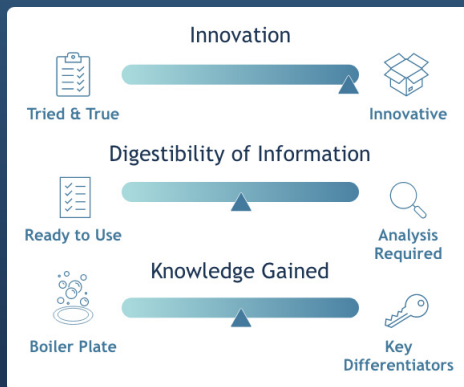 Innovation
Tried & True
Innovative
Digestibility of Information
Ready to Use
Analysis
Required
Knowledge Gained
Boiler Plate
Key
Differentiators